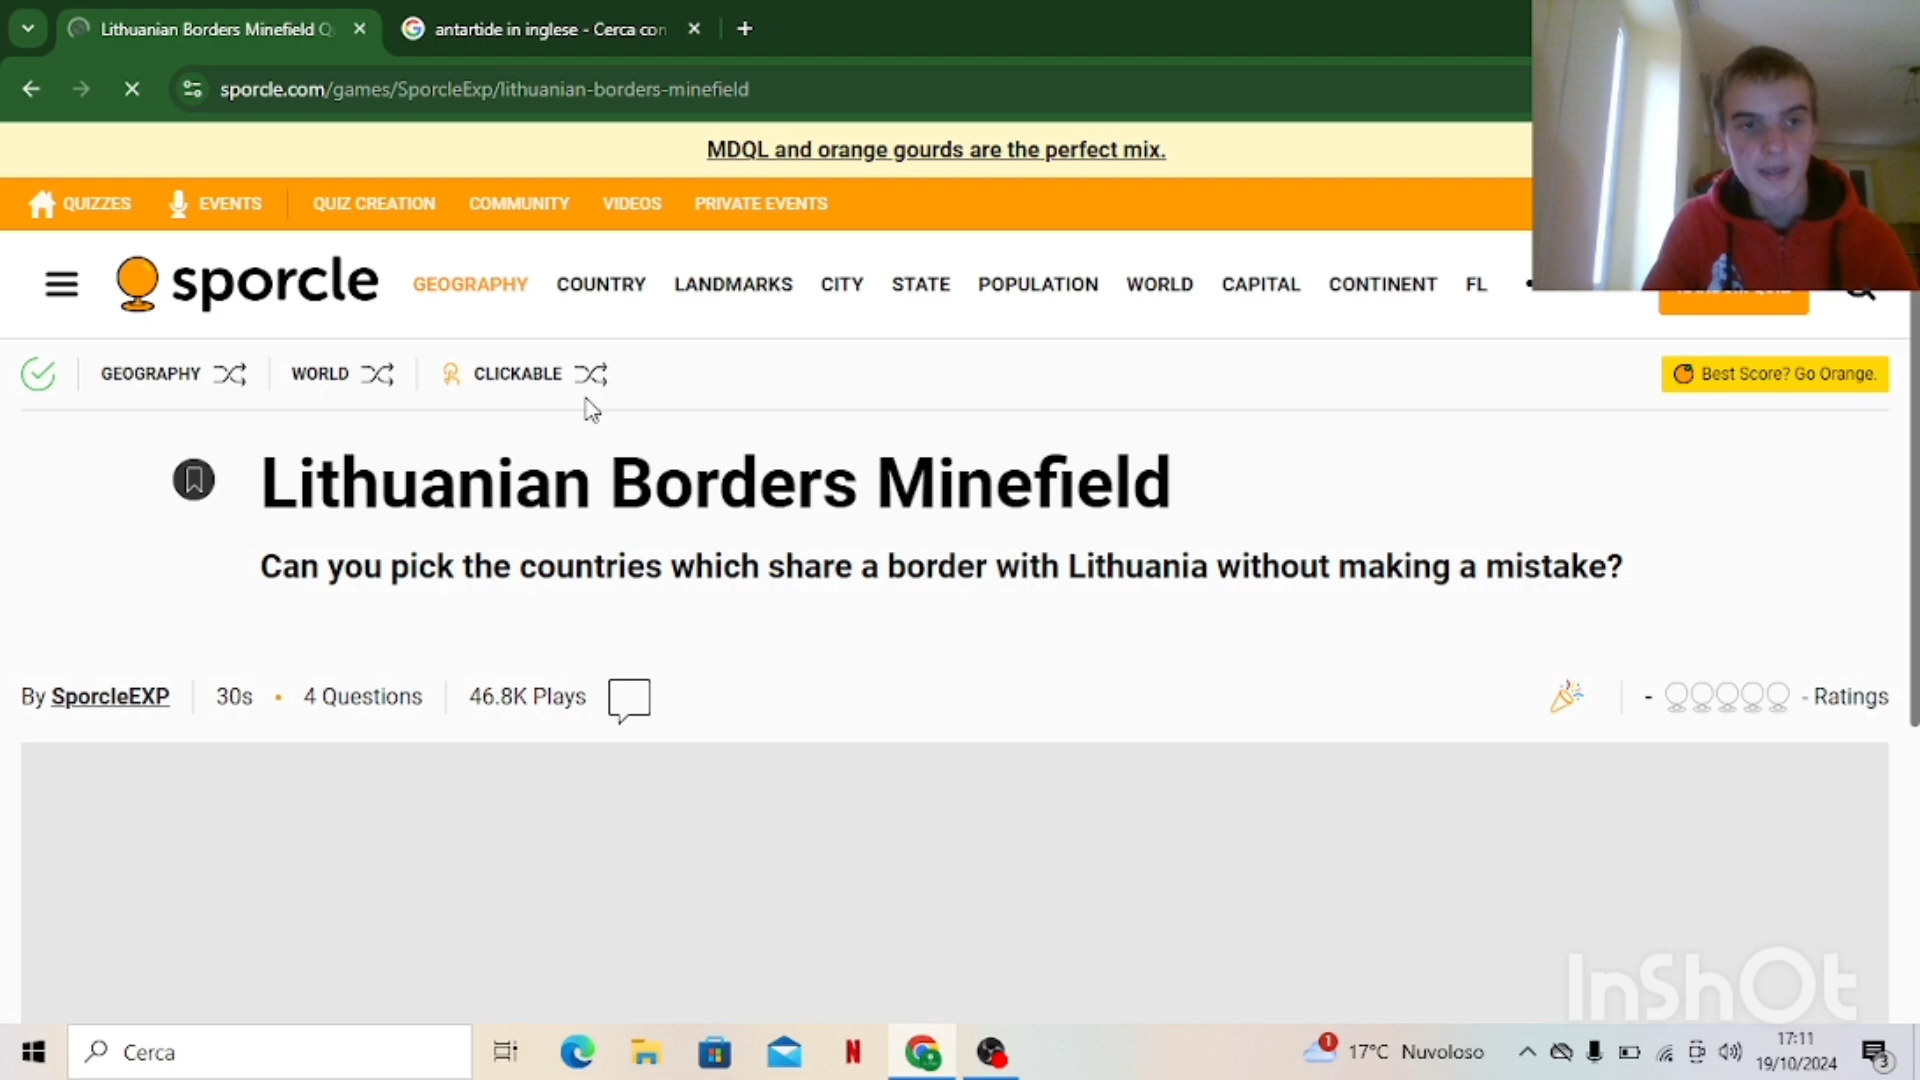 Lithuanian Borders Minefield Q
antartide in inglese - Cerca con
sporcle.com/games/SporcleExp/lithuanian-borders-minefield
MDQL and orange gourds are the perfect mix.
QUIZZES EVENTS QUIZ CREATION COMMUNITY VIDEOS PRIVATE EVENTS
sporcle GEOGRAPHY COUNTRY LANDMARKS CITY STATE POPULATION WORLD CAPITAL CONTINENT FL
GEOGRAPHY WORLD CLICKABLE Best Score? Go Orange.
Lithuanian Borders Minefield
Can you pick the countries which share a border with Lithuania without making a mistake?
By SporcleEXP 30s • 4 Questions 46.8K Plays - - Ratings
InShOt
Cerca N 1 17°C Nuvoloso 17:11
19/10/2024 3